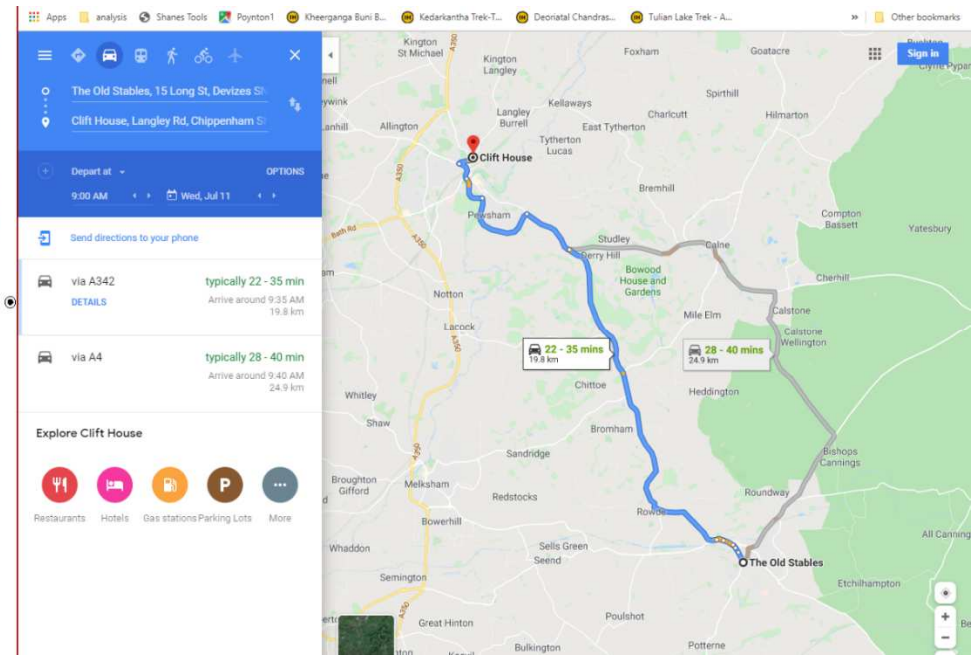 Apps analysis Shanes Tools Poynton1 Kheerganga Buni B... Kedarkantha Trek-T... Deoriatal Chandras... Tulian Lake Trek - A... » Other bookmarks
The Old Stables, 15 Long St, Devizes
Clift House, Langley Rd, Chippenham
Depart at
OPTIONS
9:00 AM Wed, Jul 11
Send directions to your phone
via A342 typically 22 - 35 min
DETAILS Arrive around 9:35 AM
19.8 km
via A4 typically 28 - 40 min
Arrive around 9:40 AM
24.9 km
Explore Clift House
Restaurants Hotels Gas stations Parking Lots More
Sign in
Kington
St Michael
A350
Kington
Langley
Foxham
Goatacre
Spirthill
Langley
Burrell
Kellaways
Charlcutt
Hilmarton
Allington
East Tytherton
Tytherton
Lucas
Clift House
A350
Bremhill
Pewsham
Compton
Bassett
Yatesbury
Bath Rd
A350
Studley
Calne
Derry Hill
Bowood
House and
Gardens
Cherhill
Notton
Mile Elm
Calstone
Calstone
Wellington
Lacock
22 - 35 mins
19.8 km
28 - 40 mins
24.9 km
A350
Chittoe
Heddington
Whitley
Shaw
Bromham
A350
Sandridge
Bishops
Cannings
Broughton
Gifford
Melksham
Redstocks
Roundway
Rowde
Bowerhill
All Canning
Whaddon
Sells Green
Seend
The Old Stables
Semington
Etchilhampton
A350
Great Hinton
Poulshot
Bulkington
Potterne